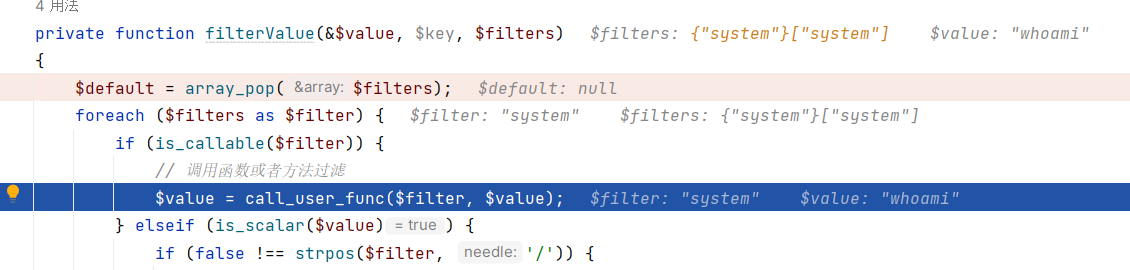 4 用法
private function filterValue(&$value, $key, $filters)   $filters: {"system"}["system"]    $value: "whoami"
{
    $default = array_pop( &array: $filters);   $default: null
    foreach ($filters as $filter) {   $filter: "system"    $filters: {"system"}["system"]
        if (is_callable($filter)) {
            // 调用函数或者方法过滤
            $value = call_user_func($filter, $value);   $filter: "system"    $value: "whoami"
        } elseif (is_scalar($value) = true ) {
            if (false !== strpos($filter, needle: '/')) {